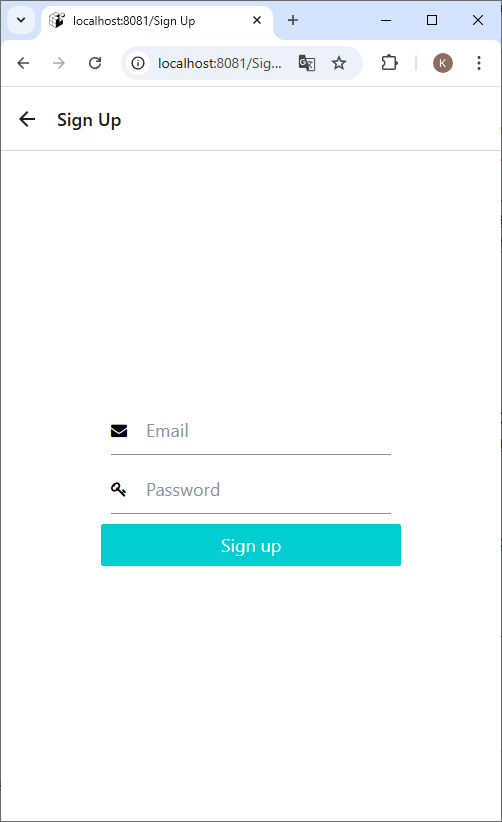 localhost:8081/Sign Up
localhost:8081/Sig...
K
Sign Up
Email
Password
Sign up